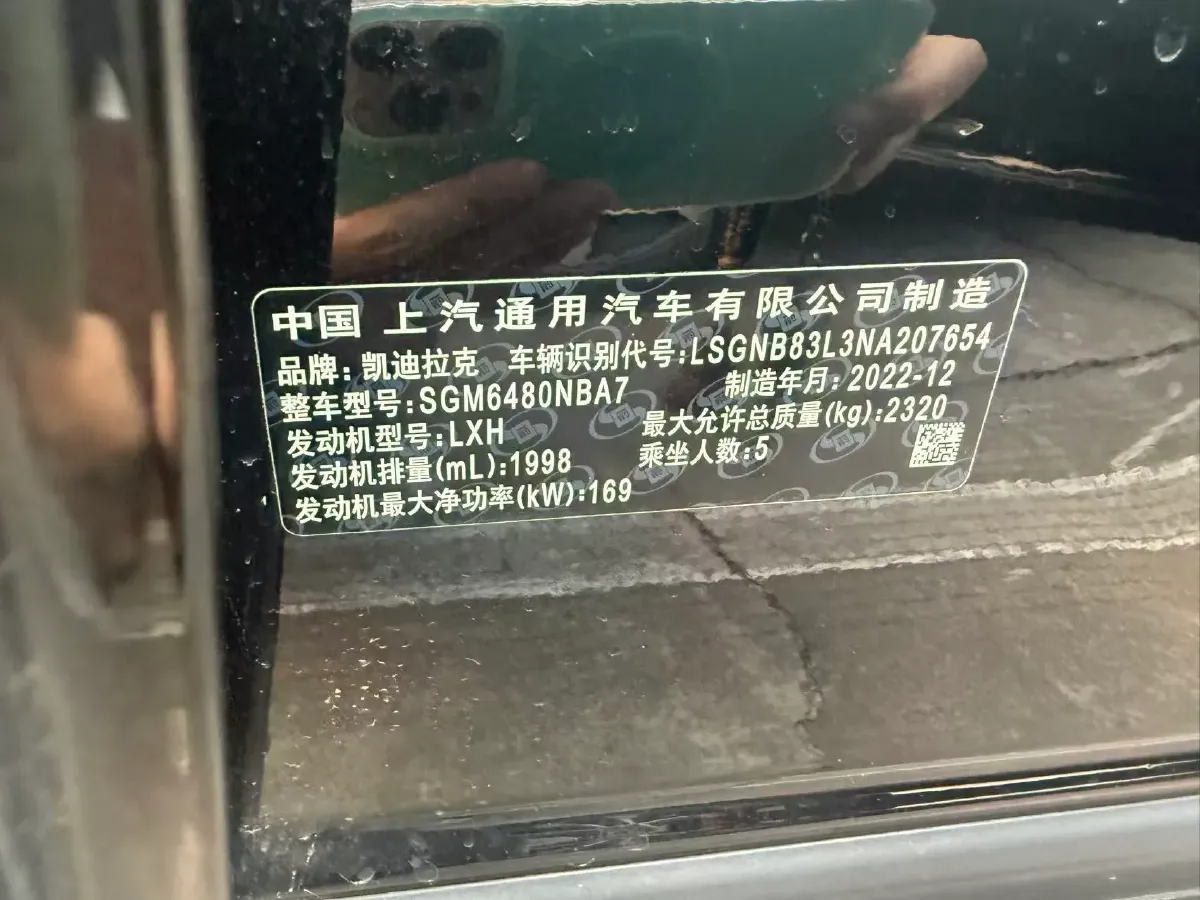 中国 上汽通用汽车有限公司制造
品牌:凯迪拉克 车辆识别代号:LSGNB83L3NA207654
整车型号:SGM6480NBA7 制造年月:2022-12
发动机型号:LXH 最大允许总质量(kg):2320
发动机排量(mL):1998 乘坐人数:5
发动机最大净功率(kW):169